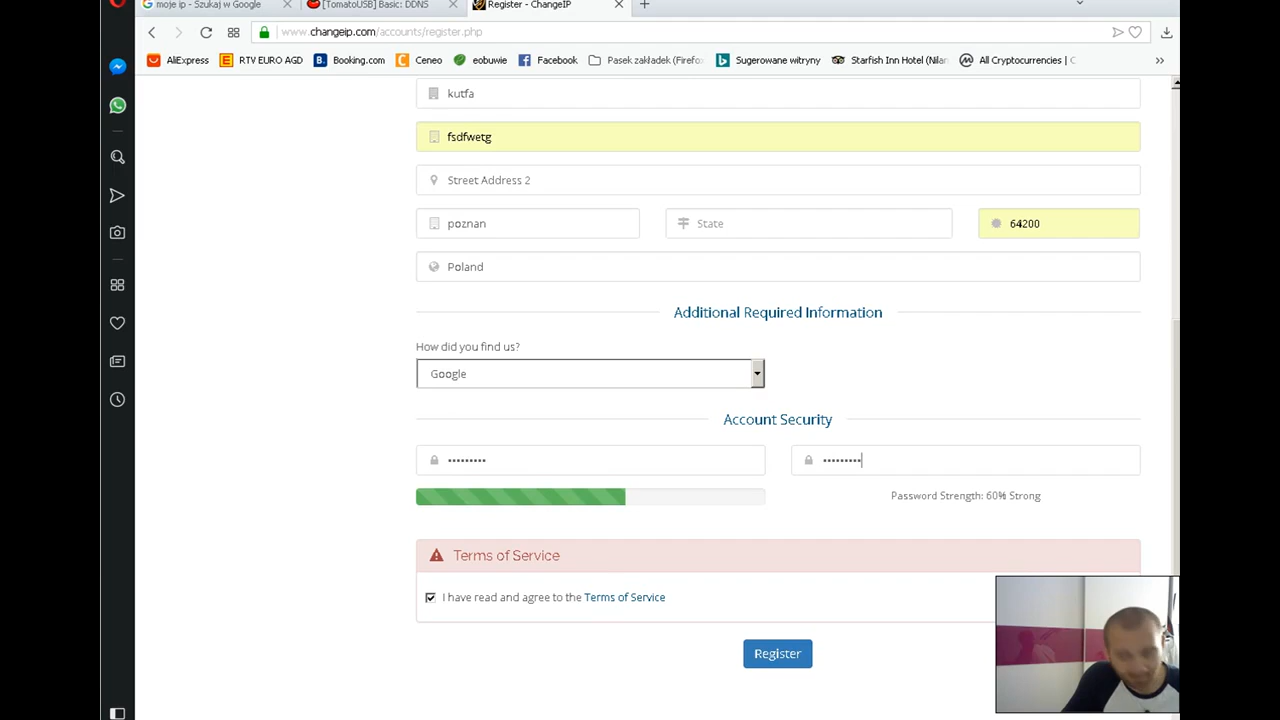 moje ip - Szukaj w Google
[TomatoUSB] Basic: DDNS
Register - ChangeIP
www.changeip.com/accounts/register.php
AliExpress
RTV EURO AGD
Booking.com
Ceneo
eobuwie
Facebook
Pasek zakładek (Firefo
Sugerowane witryny
Starfish Inn Hotel (Nilan
All Cryptocurrencies | C
kutfa
fsdfwetg
Street Address 2
poznan
State
64200
Poland
Additional Required Information
How did you find us?
Google
Account Security
•••••••••
•••••••••
Password Strength: 60% Strong
Terms of Service
I have read and agree to the Terms of Service
Register